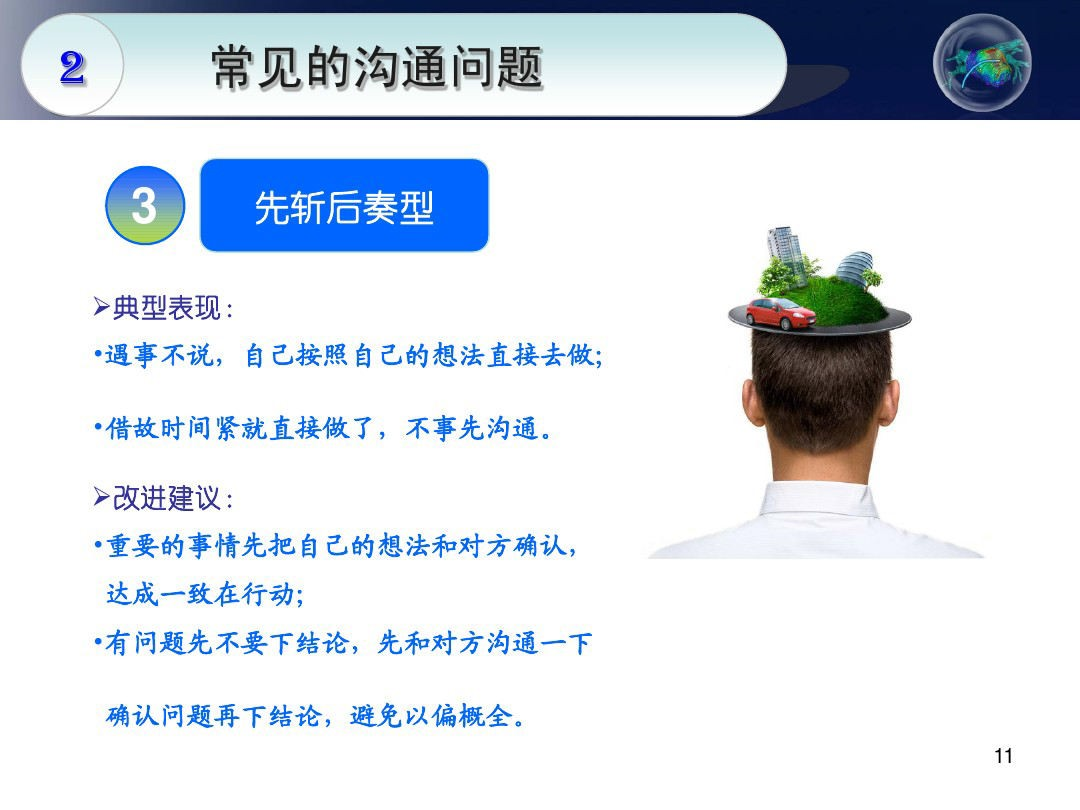 2
常见的沟通问题
3
先斩后奏型
➢典型表现：
•遇事不说，自己按照自己的想法直接去做；
•借故时间紧就直接做了，不事先沟通。
➢改进建议：
•重要的事情先把自己的想法和对方确认，
达成一致在行动；
•有问题先不要下结论，先和对方沟通一下
确认问题再下结论，避免以偏概全。
11